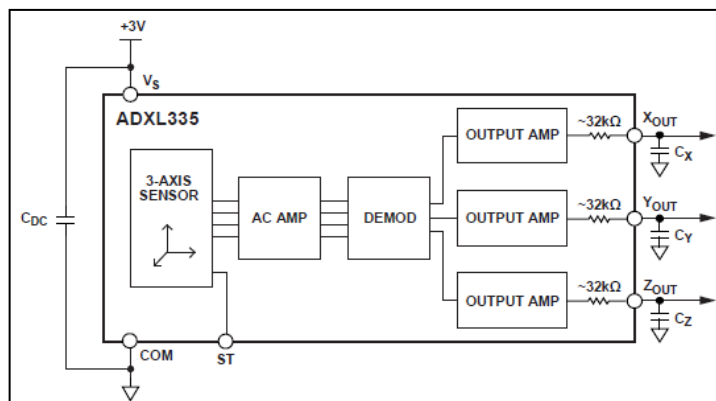 +3V
VS
ADXL335
3-AXIS
SENSOR
AC AMP
DEMOD
OUTPUT AMP
~32kΩ
XOUT
CX
OUTPUT AMP
~32kΩ
YOUT
CY
OUTPUT AMP
~32kΩ
ZOUT
CZ
CDC
COM
ST